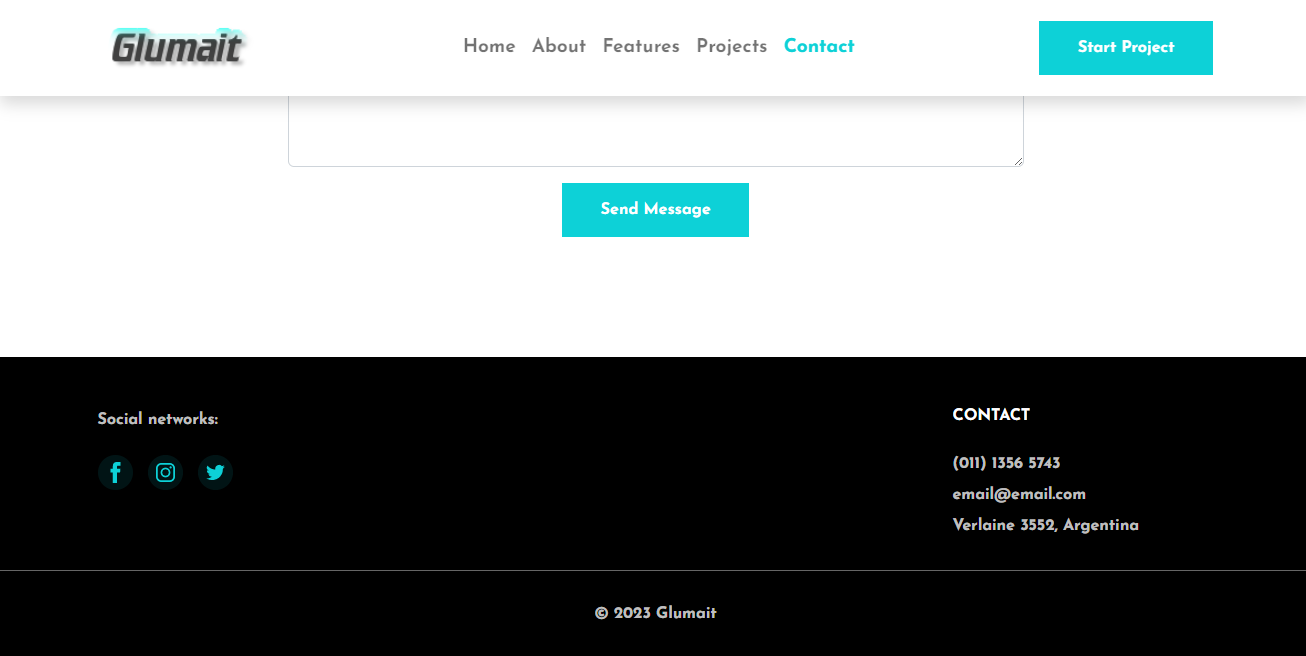 Glumait
Home About Features Projects Contact
Start Project
Send Message
Social networks:
CONTACT
(011) 1356 5743
email@email.com
Verlaine 3552, Argentina
© 2023 Glumait